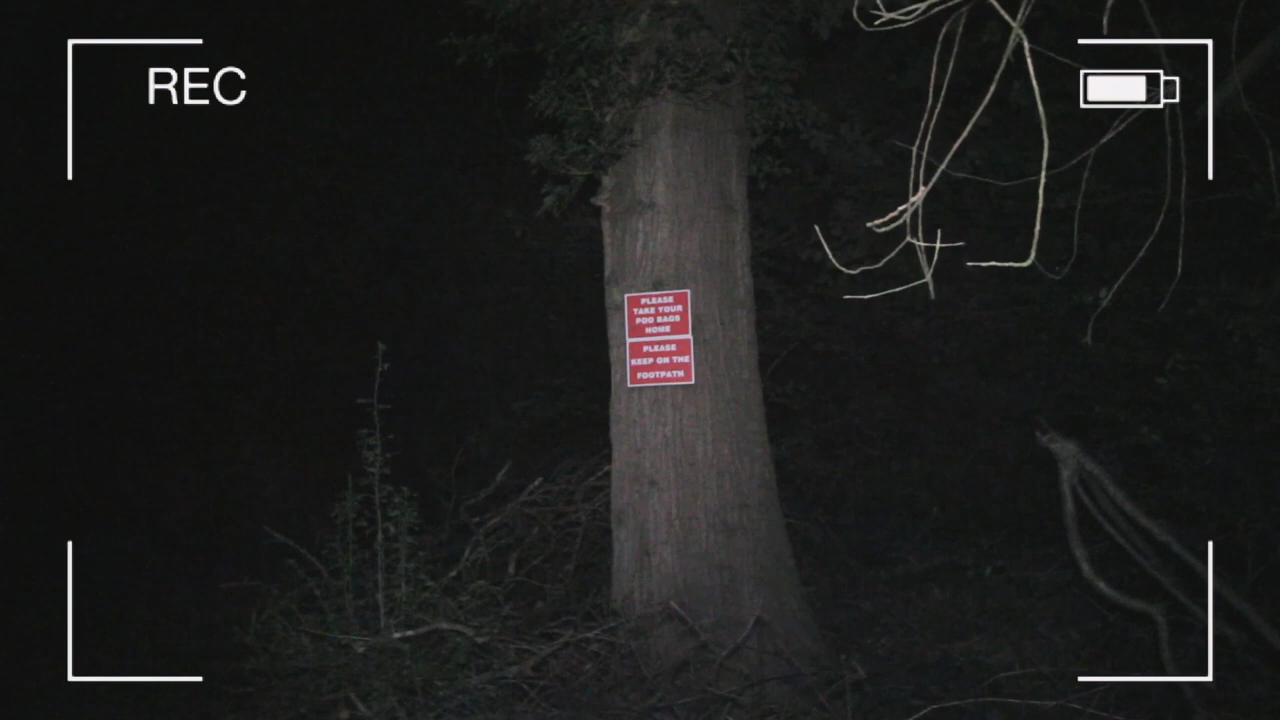 REC
PLEASE
TAKE YOUR
POO BAGS
HOME
PLEASE
KEEP ON THE
FOOTPATH